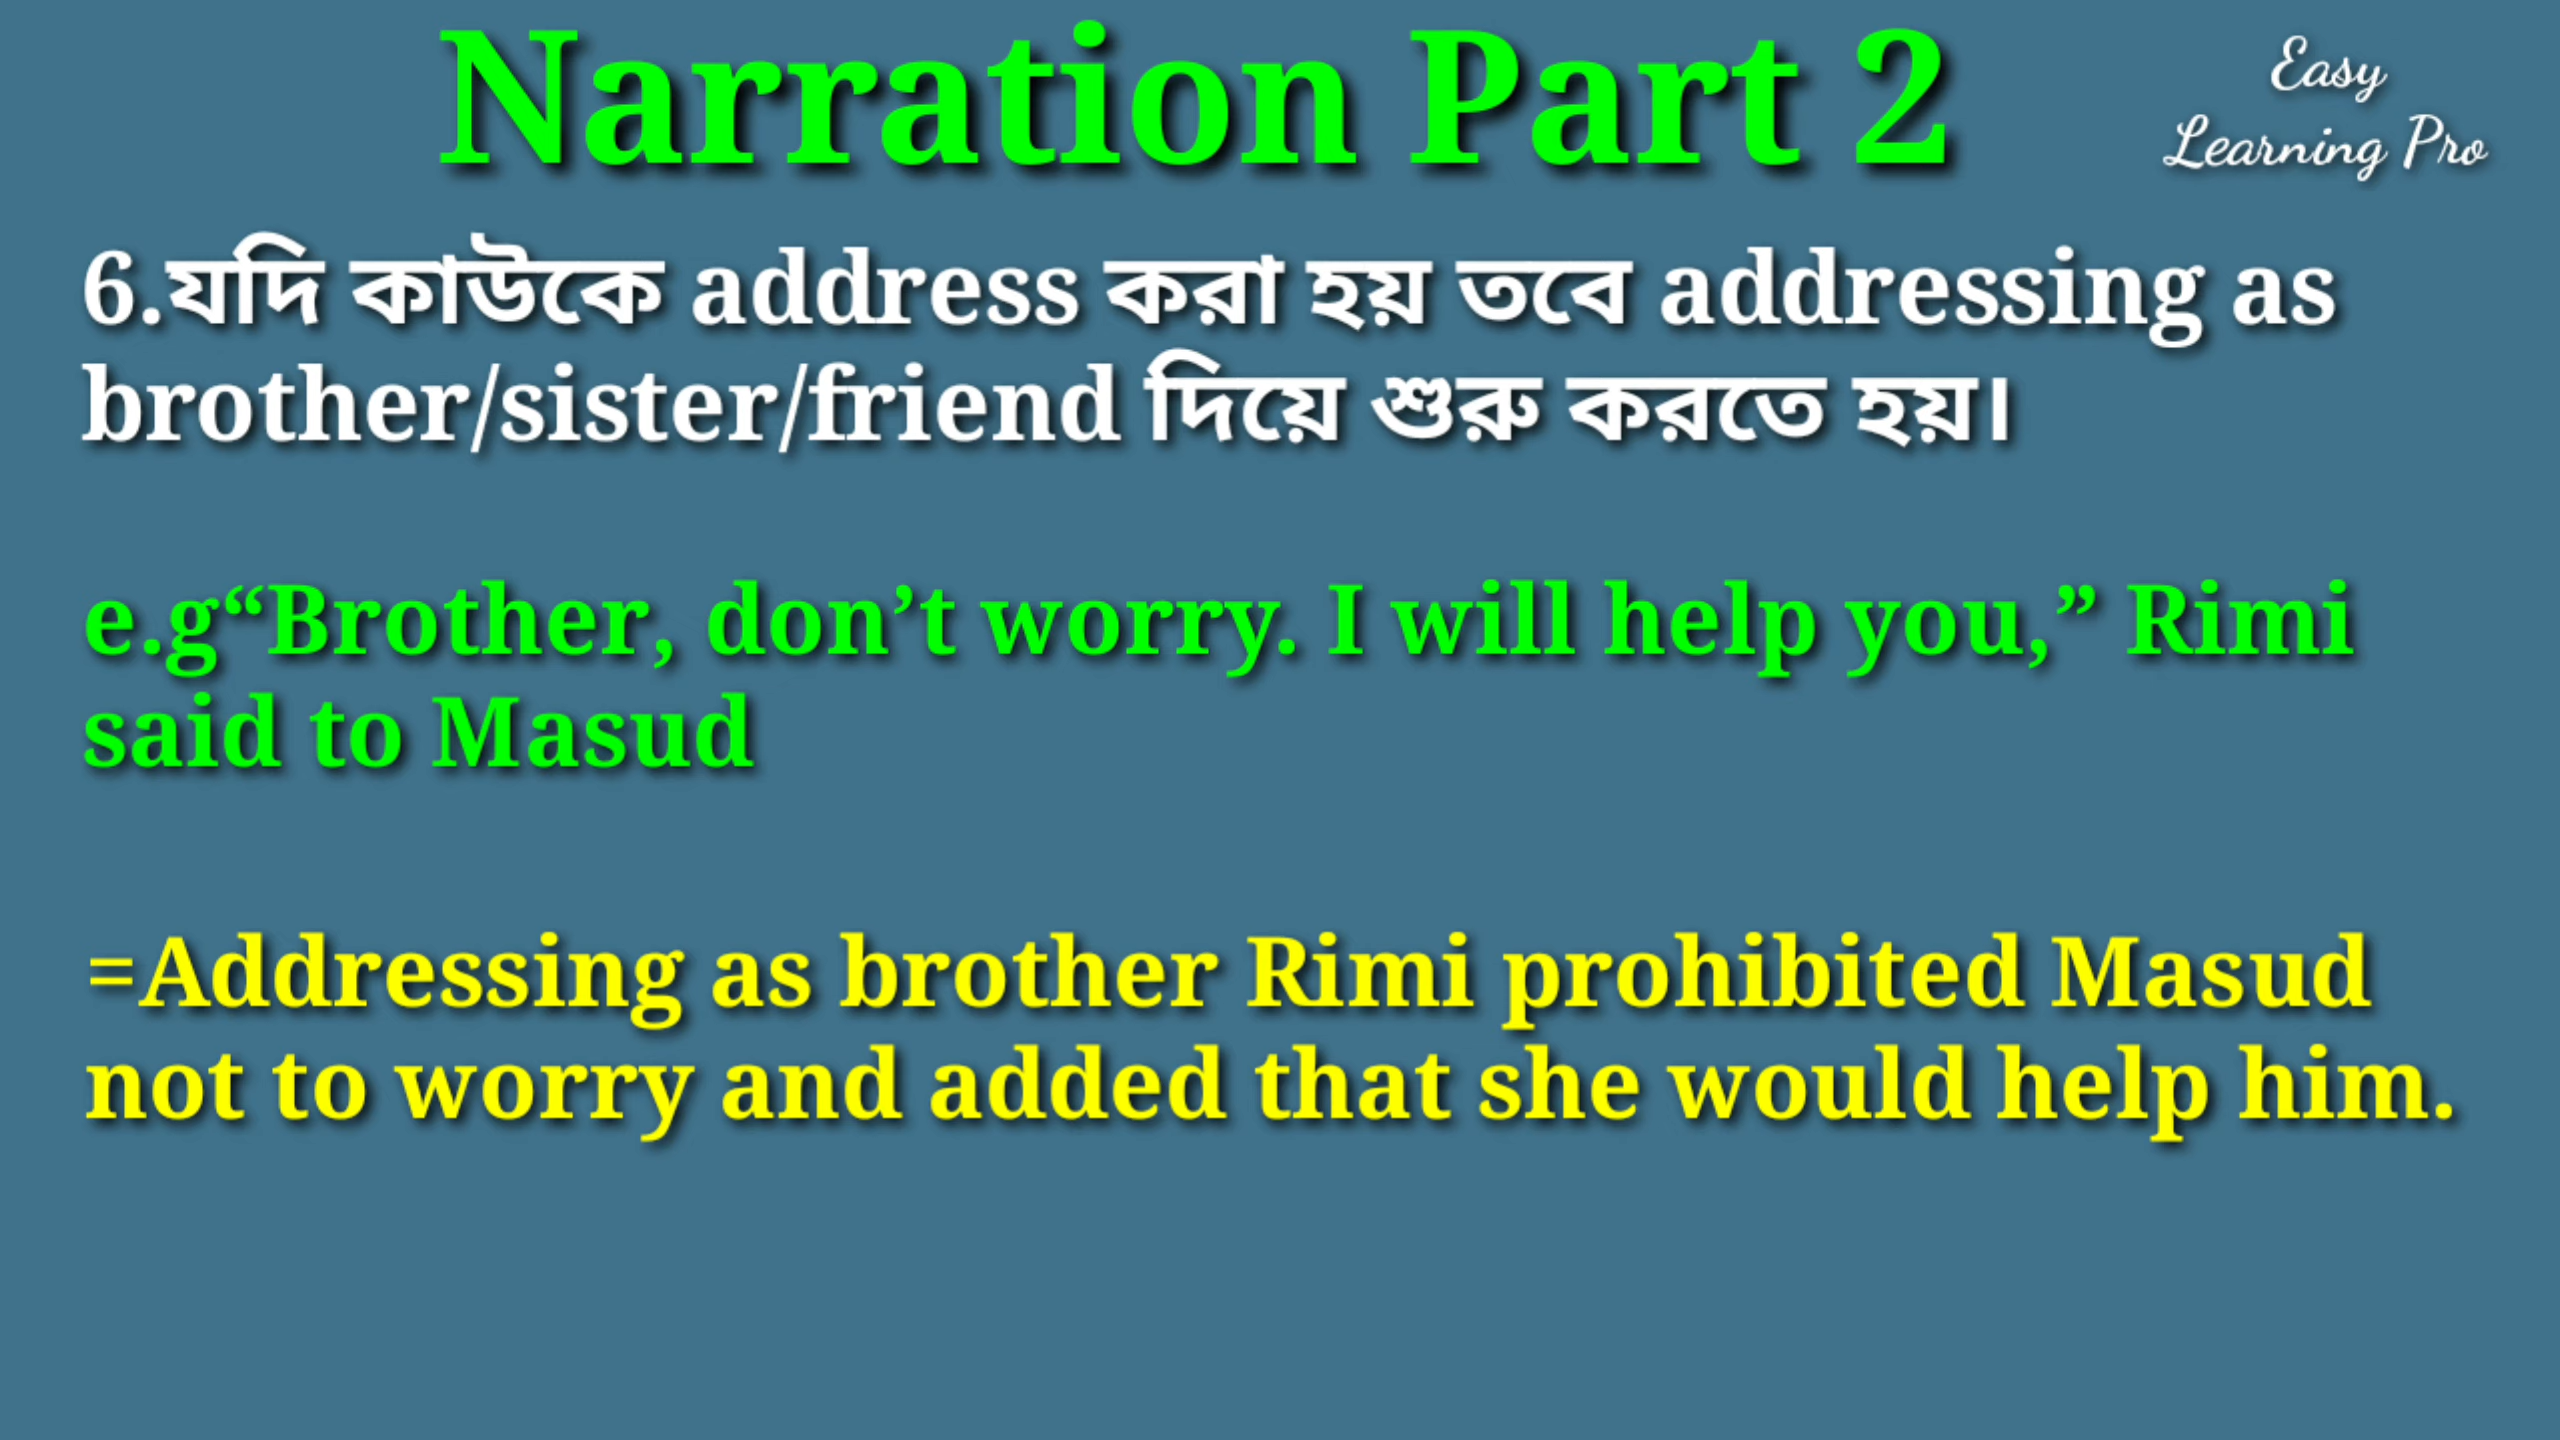 Narration Part 2
Easy
Learning Pro
6.যদি কাউকে address করা হয় তবে addressing as
brother/sister/friend দিয়ে শুরু করতে হয়।
e.g“Brother, don’t worry. I will help you,” Rimi
said to Masud
=Addressing as brother Rimi prohibited Masud
not to worry and added that she would help him.